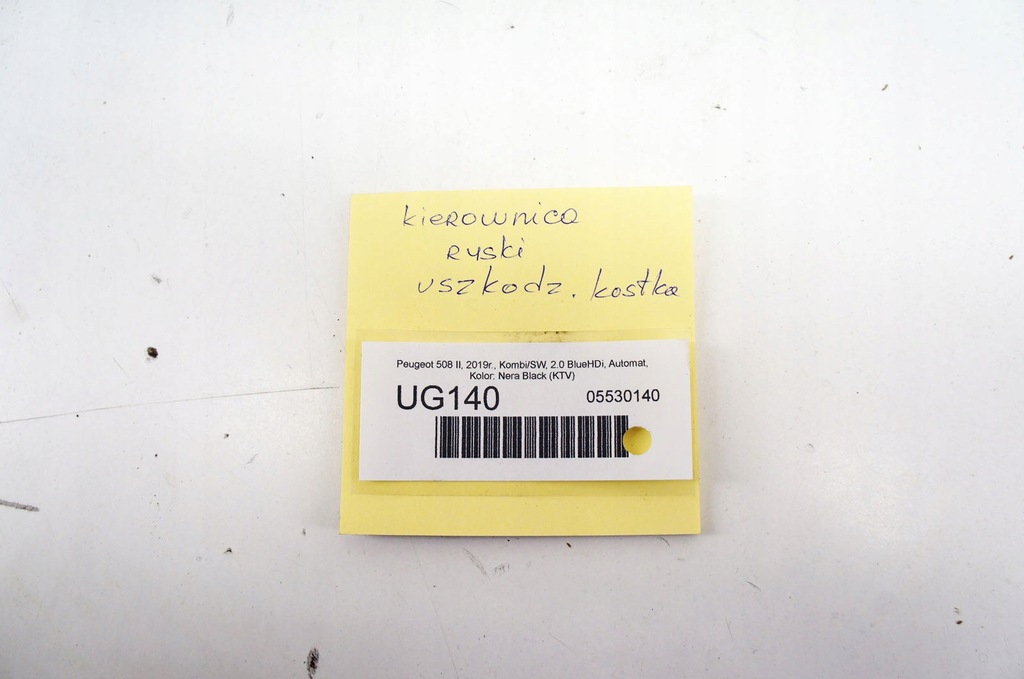 kierownica
ryski
uszkodz. kostka
Peugeot 508 II, 2019r., Kombi/SW, 2.0 BlueHDi, Automat,
Kolor: Nera Black (KTV)
UG140 05530140